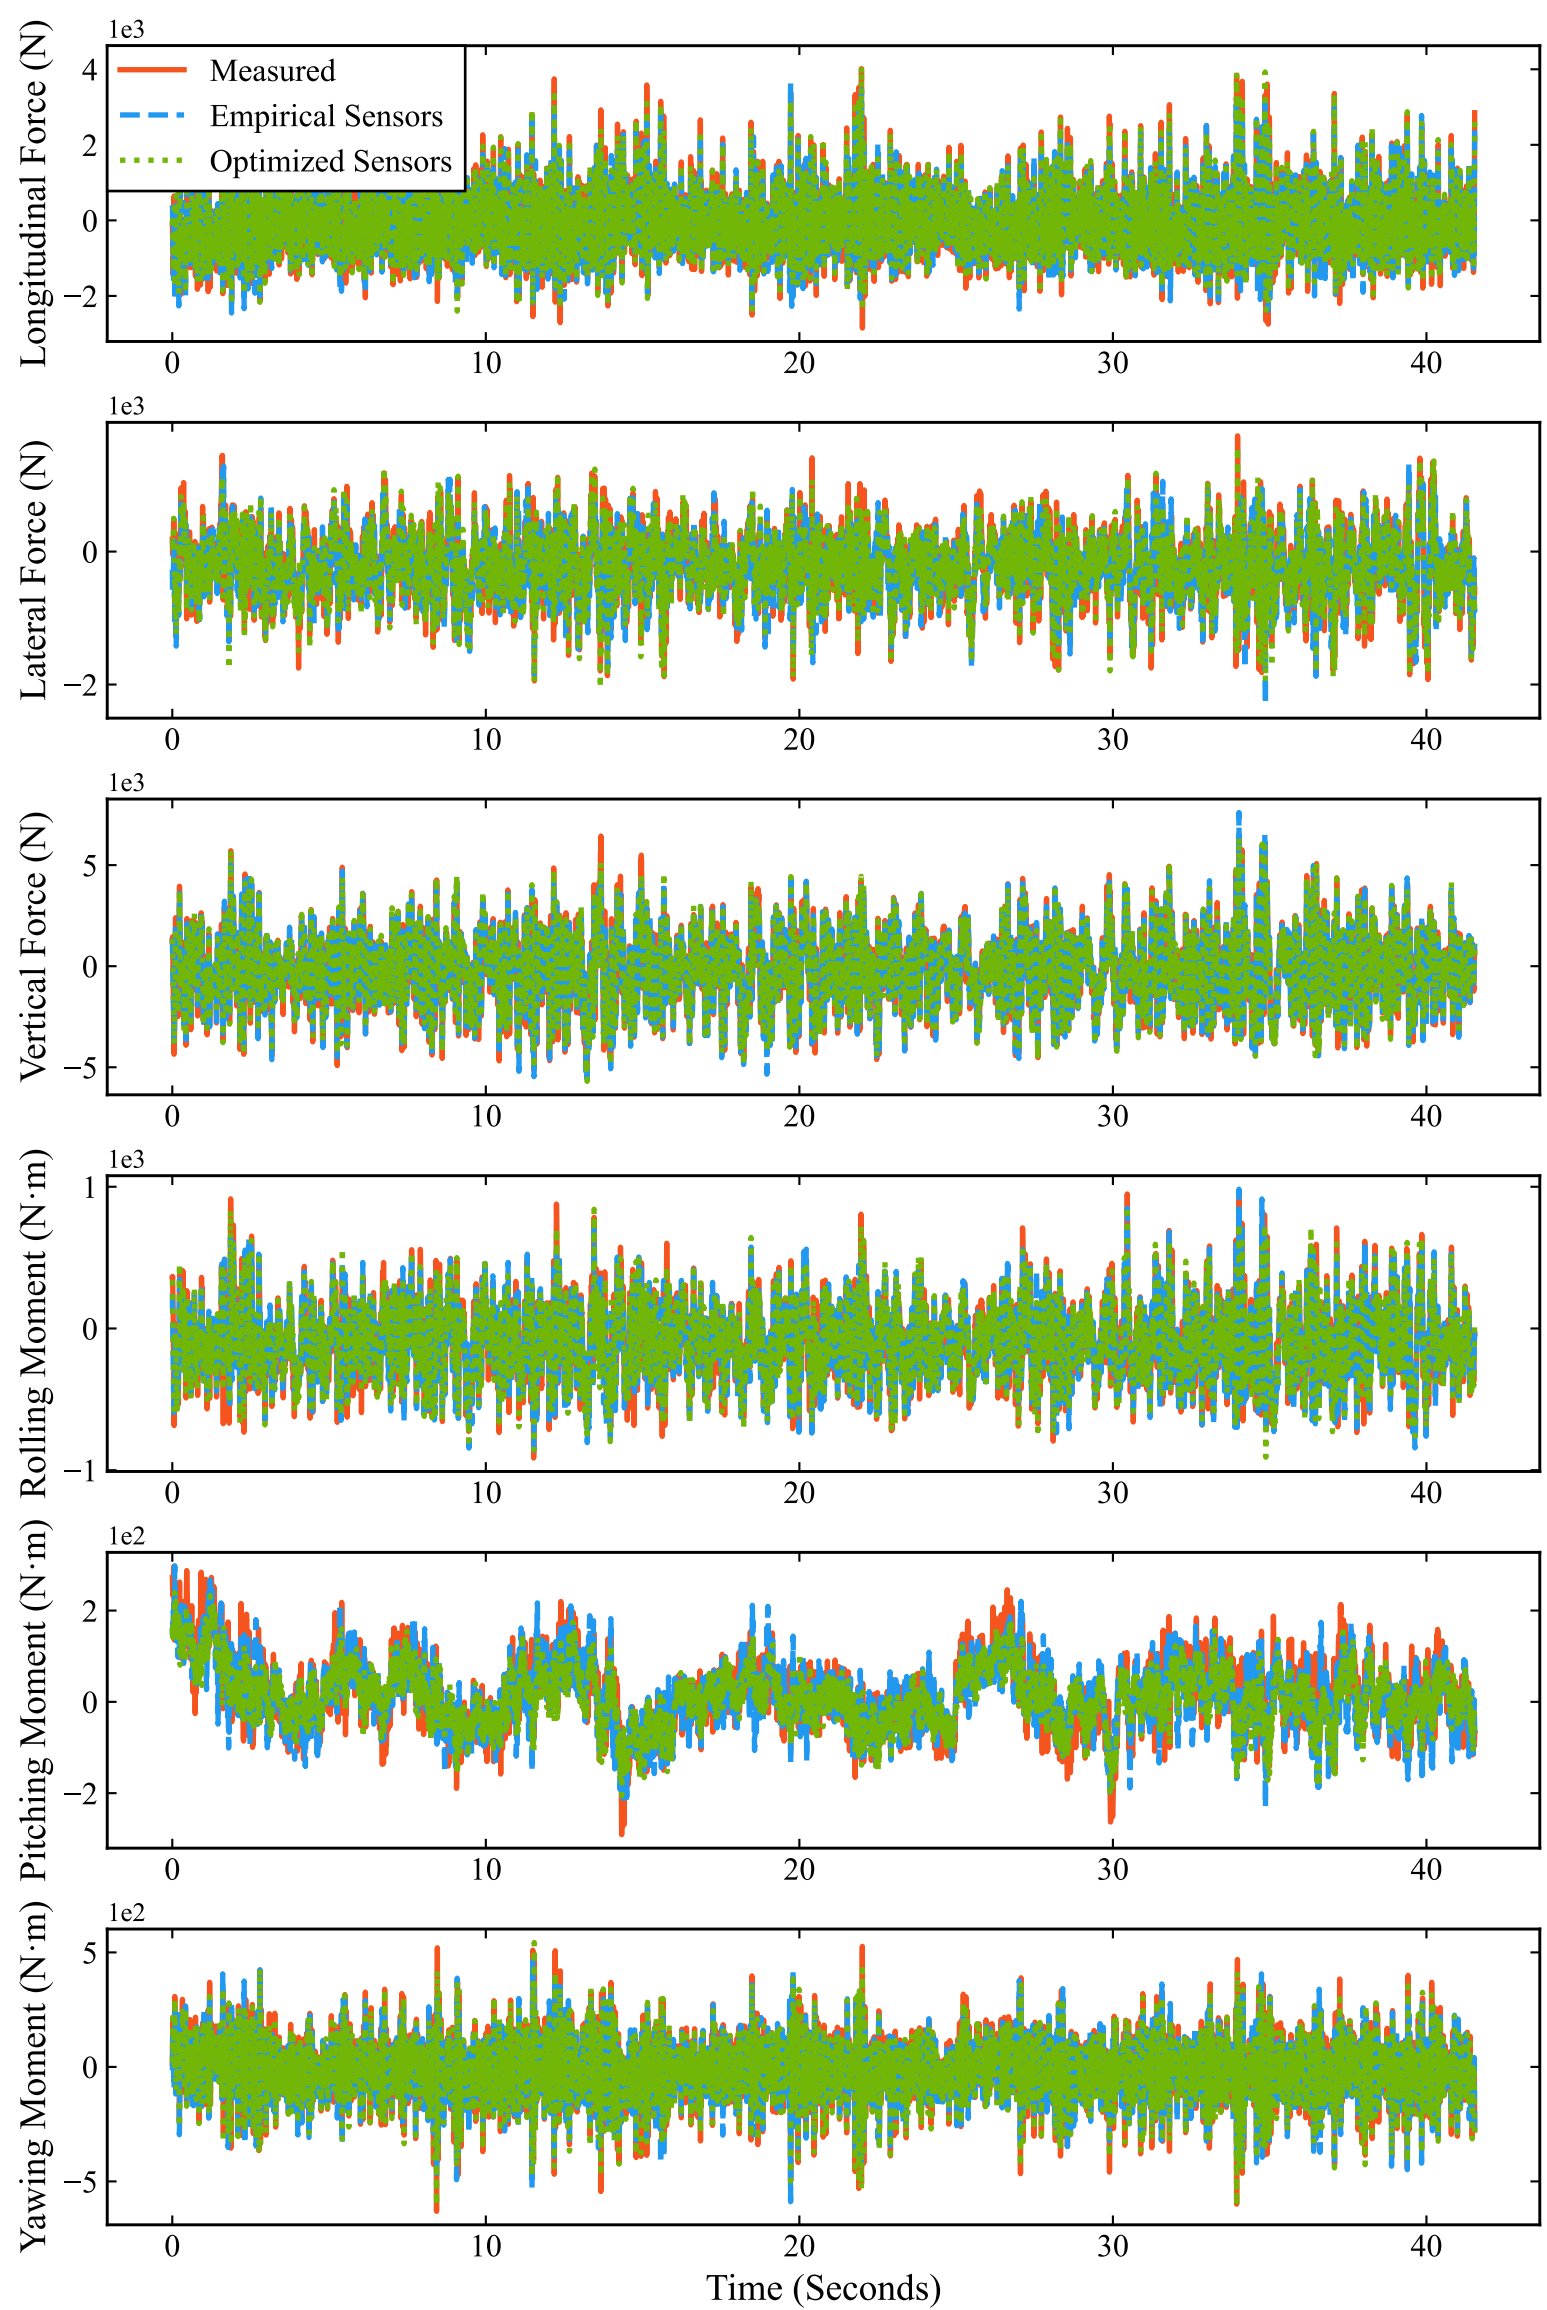 1e3
Longitudinal Force (N)
4
2
0
−2
Measured
Empirical Sensors
Optimized Sensors
0 10 20 30 40
1e3
Lateral Force (N)
0
−2
0 10 20 30 40
1e3
Vertical Force (N)
5
0
−5
0 10 20 30 40
1e3
Rolling Moment (N·m)
1
0
−1
0 10 20 30 40
1e2
Pitching Moment (N·m)
2
0
−2
0 10 20 30 40
1e2
Yawing Moment (N·m)
5
0
−5
0 10 20 30 40
Time (Seconds)